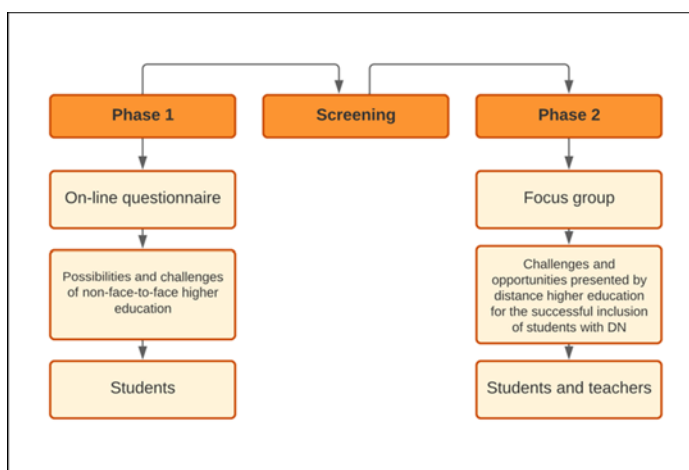 Phase 1
Screening
Phase 2
On-line questionnaire
Focus group
Possibilities and challenges
of non-face-to-face higher
education
Challenges and
opportunities presented by
distance higher education
for the successful inclusion
of students with DN
Students
Students and teachers